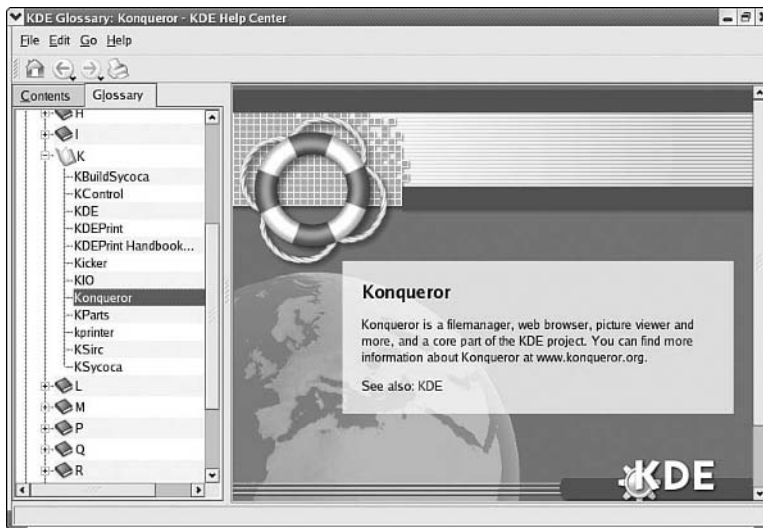 KDE Glossary: Konqueror - KDE Help Center
File Edit Go Help
Contents Glossary
H
I
K
KBuildSycoca
KControl
KDE
KDEPrint
KDEPrint Handbook...
Kicker
KIO
Konqueror
KParts
kprinter
KSirc
KSycoca
L
M
P
Q
R
Konqueror
Konqueror is a filemanager, web browser, picture viewer and
more, and a core part of the KDE project. You can find more
information about Konqueror at www.konqueror.org.
See also: KDE
KDE